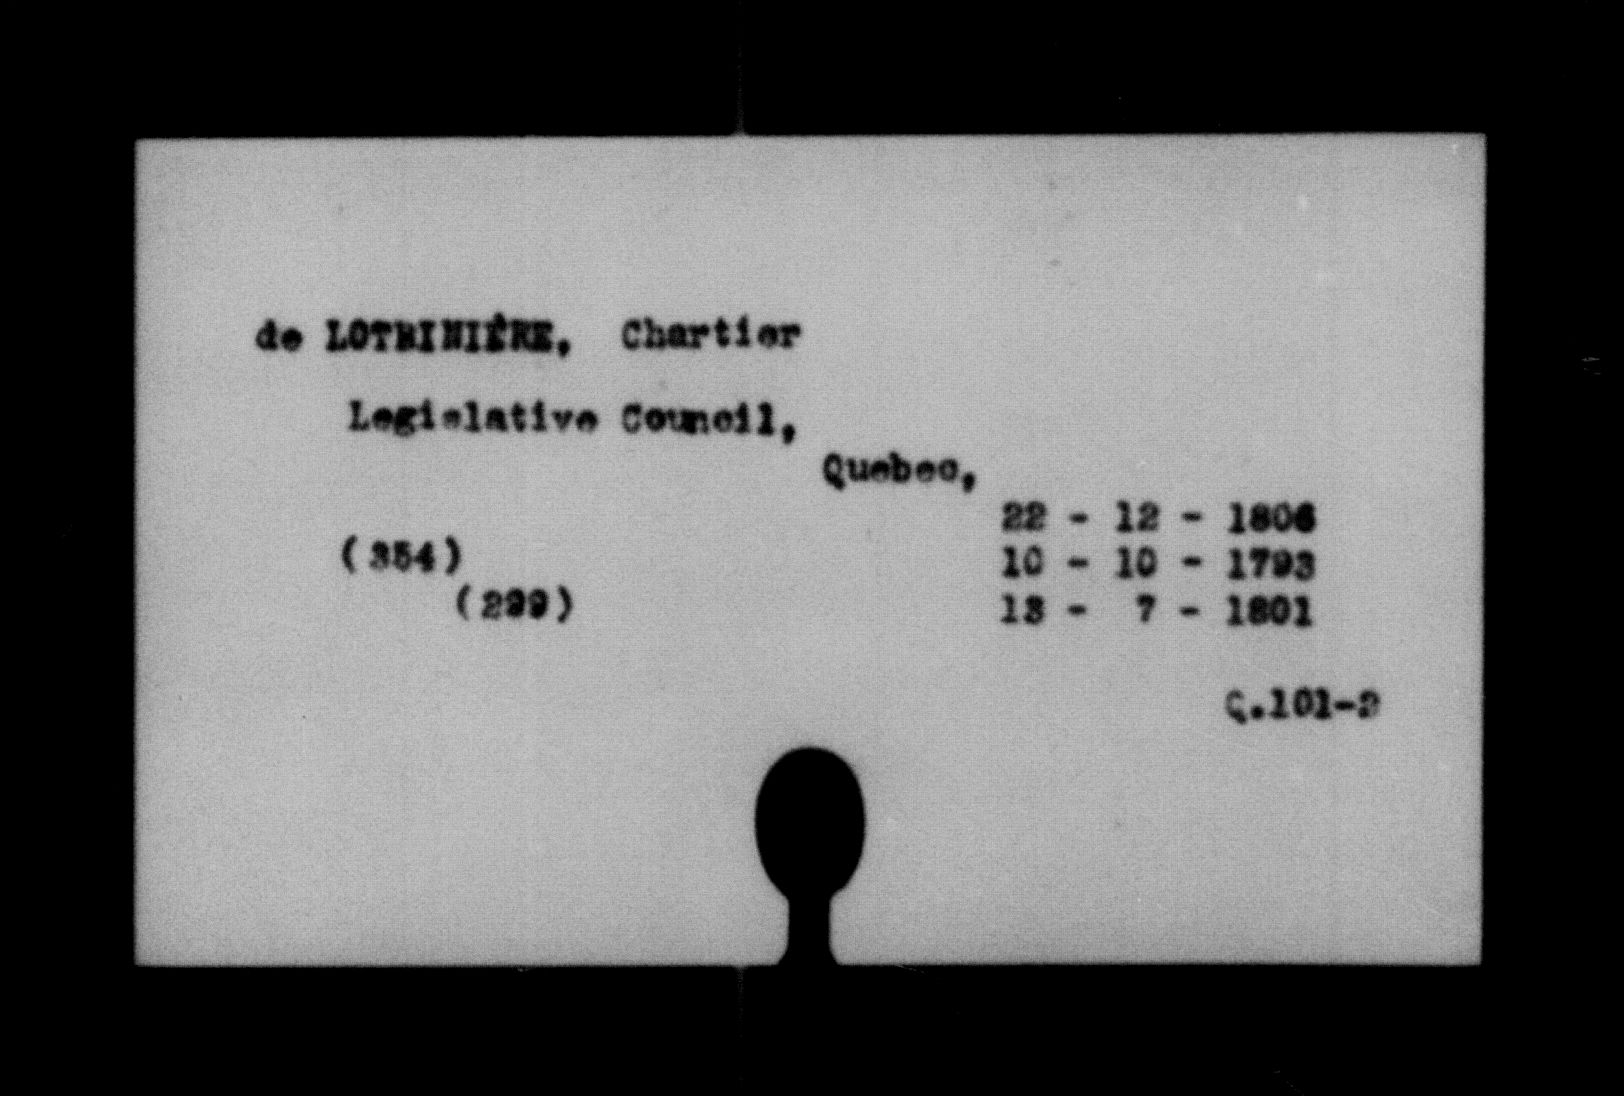 de LOTBINIÈRE, Chartier
Legislative Council,
Quebec,
22 - 12 - 1806
(354) 10 - 10 - 1793
(299) 13 - 7 - 1801
Q.101-2